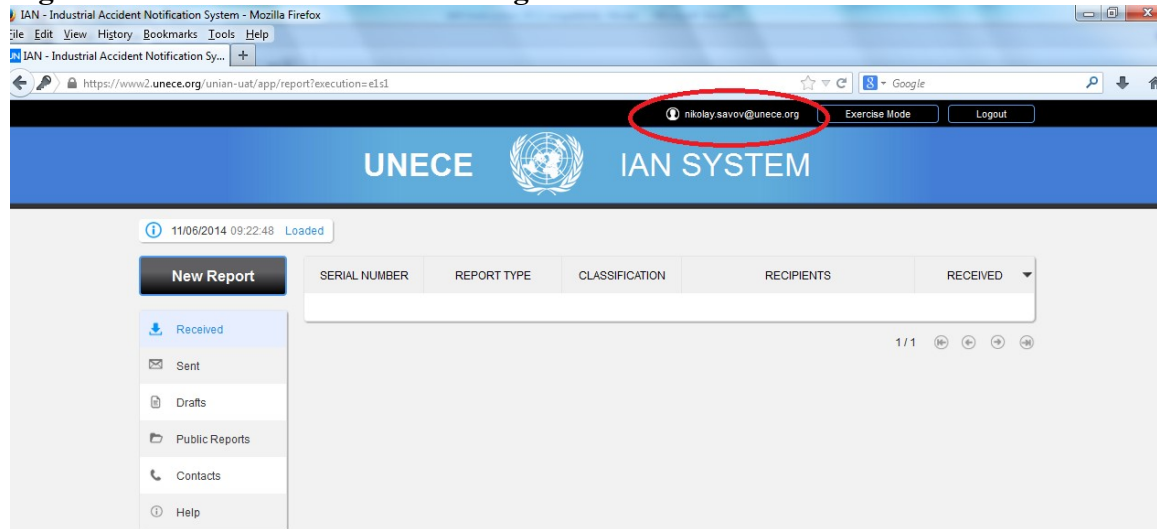 IAN - Industrial Accident Notification System - Mozilla Firefox
File Edit View History Bookmarks Tools Help
IAN - Industrial Accident Notification Sy... +
https://www2.unece.org/unian-uat/app/report?execution=e1s1
Google
nikolay.savov@unece.org Exercise Mode Logout
UNECE IAN SYSTEM
11/06/2014 09:22:48 Loaded
New Report SERIAL NUMBER REPORT TYPE CLASSIFICATION RECIPIENTS RECEIVED
Received
1 / 1
Sent
Drafts
Public Reports
Contacts
Help